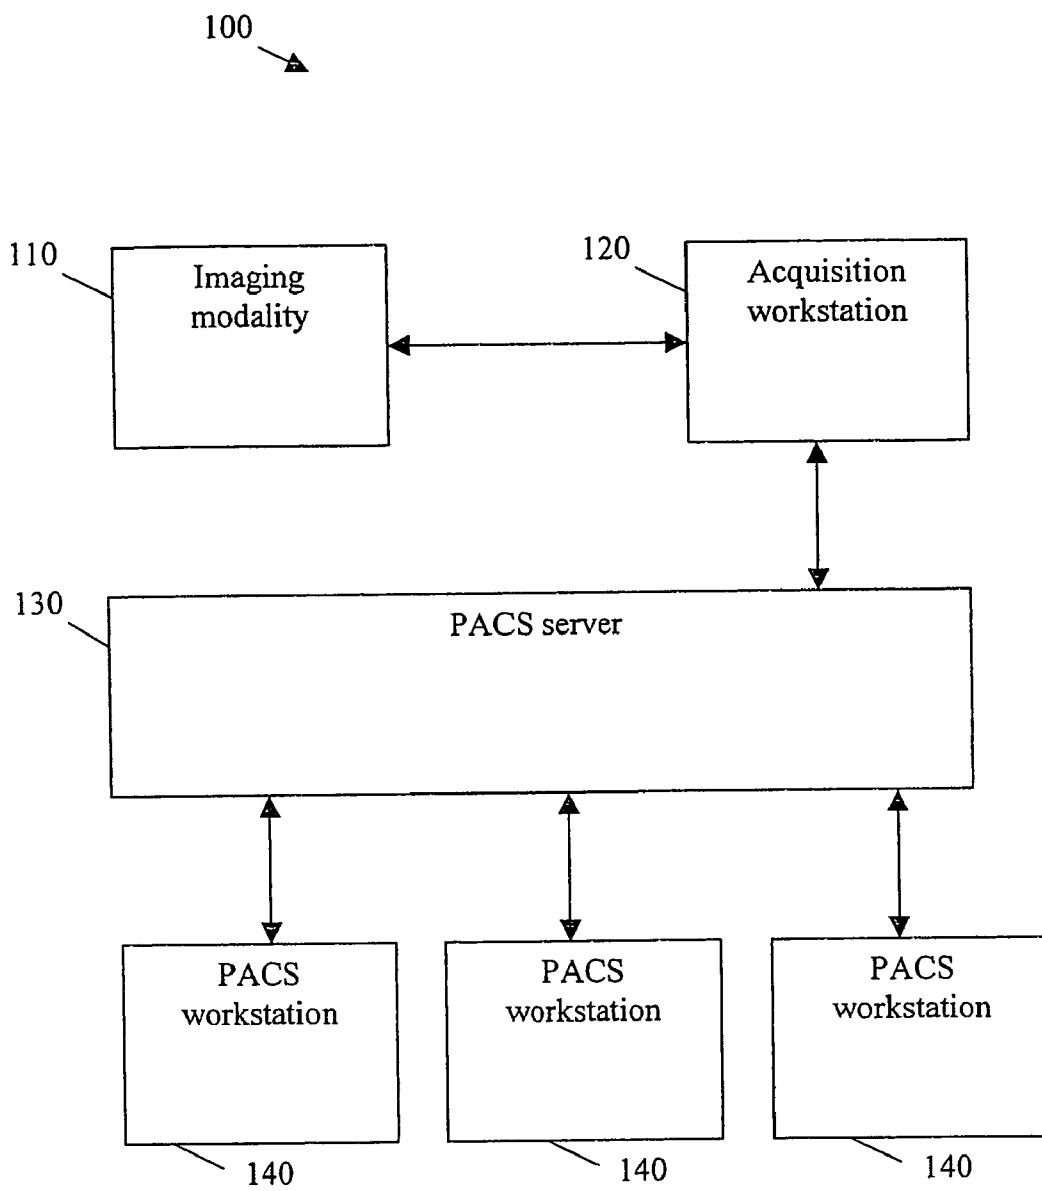 100
110
Imaging
modality
120
Acquisition
workstation
130
PACS server
PACS
workstation
PACS
workstation
PACS
workstation
140
140
140